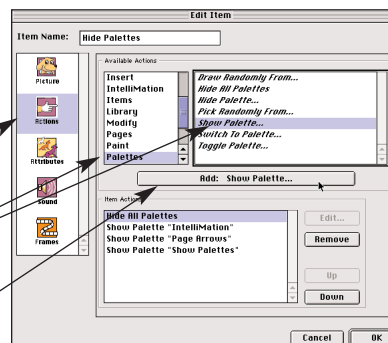 Edit Item
Item Name: Hide Palettes
Picture
Actions
Attributes
Sound
Frames
Available Actions
Insert
IntelliMation
Items
Library
Modify
Pages
Paint
Palettes
Draw Randomly From...
Hide All Palettes
Hide Palette...
Pick Randomly From...
Show Palette...
Switch To Palette...
Toggle Palette...
Add: Show Palette...
Item Actions
Hide All Palettes
Show Palette "IntelliMation"
Show Palette "Page Arrows"
Show Palette "Show Palettes"
Edit...
Remove
Up
Down
Cancel
OK